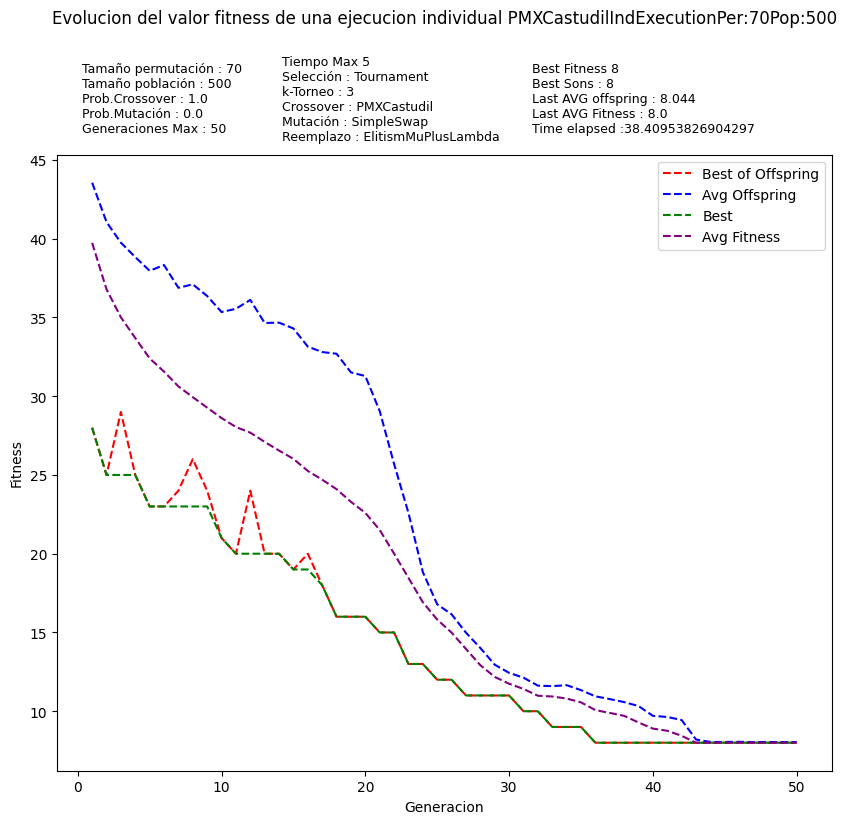 Evolucion del valor fitness de una ejecucion individual PMXCastudilIndExecutionPer:70Pop:500
Tamaño permutación : 70
Tamaño población : 500
Prob.Crossover : 1.0
Prob.Mutación : 0.0
Generaciones Max : 50
Tiempo Max 5
Selección : Tournament
k-Torneo : 3
Crossover : PMXCastudil
Mutación : SimpleSwap
Reemplazo : ElitismMuPlusLambda
Best Fitness 8
Best Sons : 8
Last AVG offspring : 8.044
Last AVG Fitness : 8.0
Time elapsed :38.40953826904297
Best of Offspring
Avg Offspring
Best
Avg Fitness
45
40
35
30
25
20
15
10
Fitness
0
10
20
30
40
50
Generacion